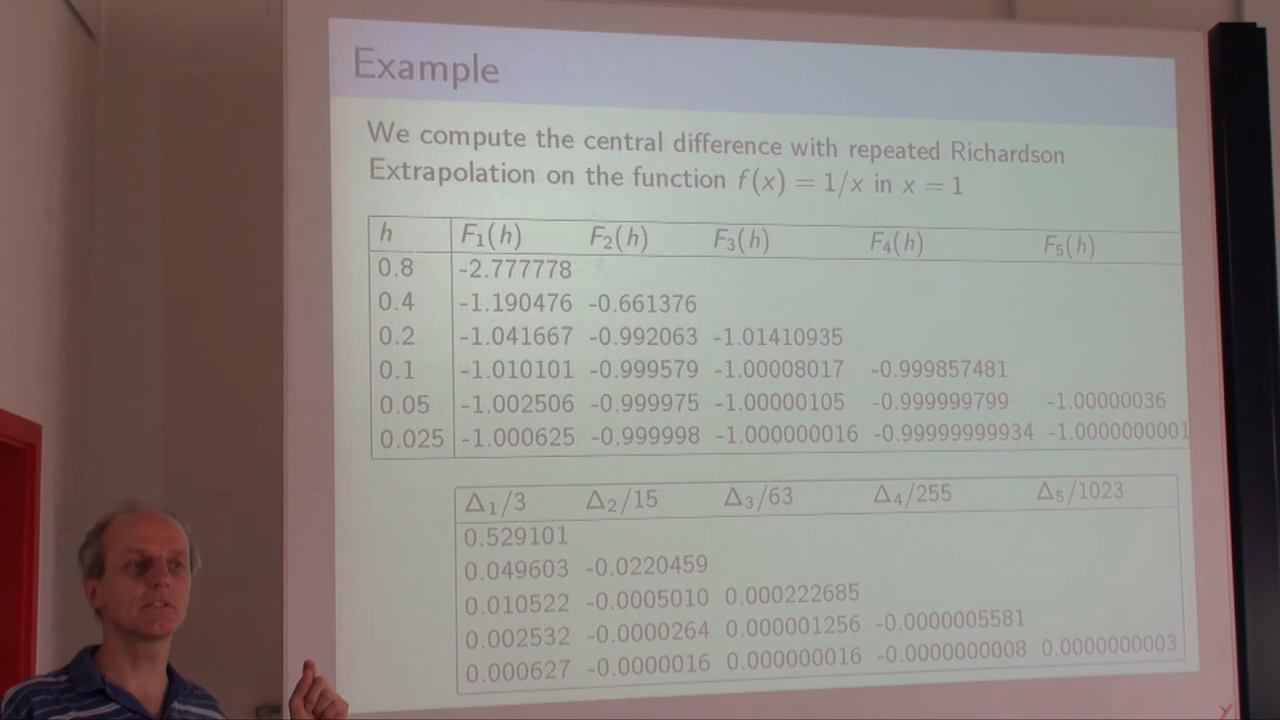 Example
We compute the central difference with repeated Richardson
Extrapolation on the function f(x) = 1/x in x = 1
h F₁(h) F₂(h) F₃(h) F₄(h) F₅(h)
0.8 -2.777778
0.4 -1.190476 -0.661376
0.2 -1.041667 -0.992063 -1.01410935
0.1 -1.010101 -0.999579 -1.00008017 -0.999857481
0.05 -1.002506 -0.999975 -1.00000105 -0.999999799 -1.00000036
0.025 -1.000625 -0.999998 -1.000000016 -0.99999999934 -1.0000000001
Δ₁/3 Δ₂/15 Δ₃/63 Δ₄/255 Δ₅/1023
0.529101
0.049603 -0.0220459
0.010522 -0.0005010 0.000222685
0.002532 -0.0000264 0.000001256 -0.0000005581
0.000627 -0.0000016 0.000000016 -0.0000000008 0.0000000003